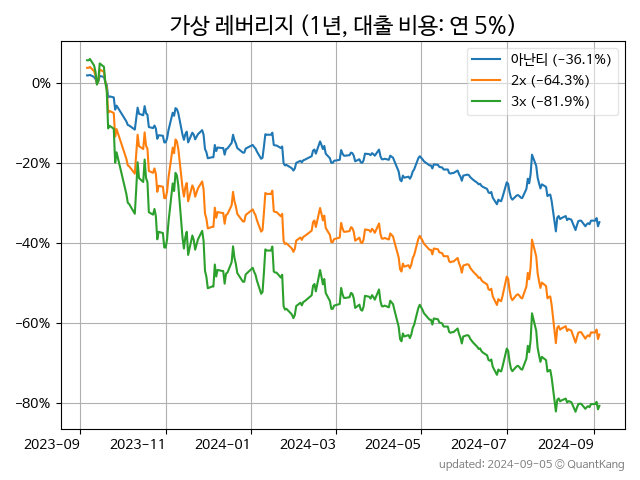 가상 레버리지 (1년, 대출 비용: 연 5%)
아난티 (−36.1%)
2x (−64.3%)
3x (−81.9%)
0%
−20%
−40%
−60%
−80%
2023-09
2023-11
2024-01
2024-03
2024-05
2024-07
2024-09
updated: 2024-09-05 © QuantKang